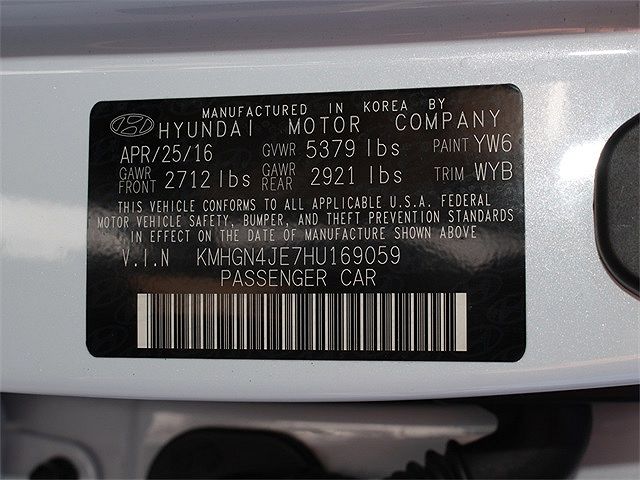 MANUFACTURED IN KOREA BY
HYUNDAI MOTOR COMPANY
APR/25/16 GVWR 5379 lbs PAINT YW6
GAWR FRONT 2712 lbs GAWR REAR 2921 lbs TRIM WYB
THIS VEHICLE CONFORMS TO ALL APPLICABLE U.S.A. FEDERAL
MOTOR VEHICLE SAFETY, BUMPER, AND THEFT PREVENTION STANDARDS
IN EFFECT ON THE DATE OF MANUFACTURE SHOWN ABOVE
V.I.N KMHGN4JE7HU169059
PASSENGER CAR